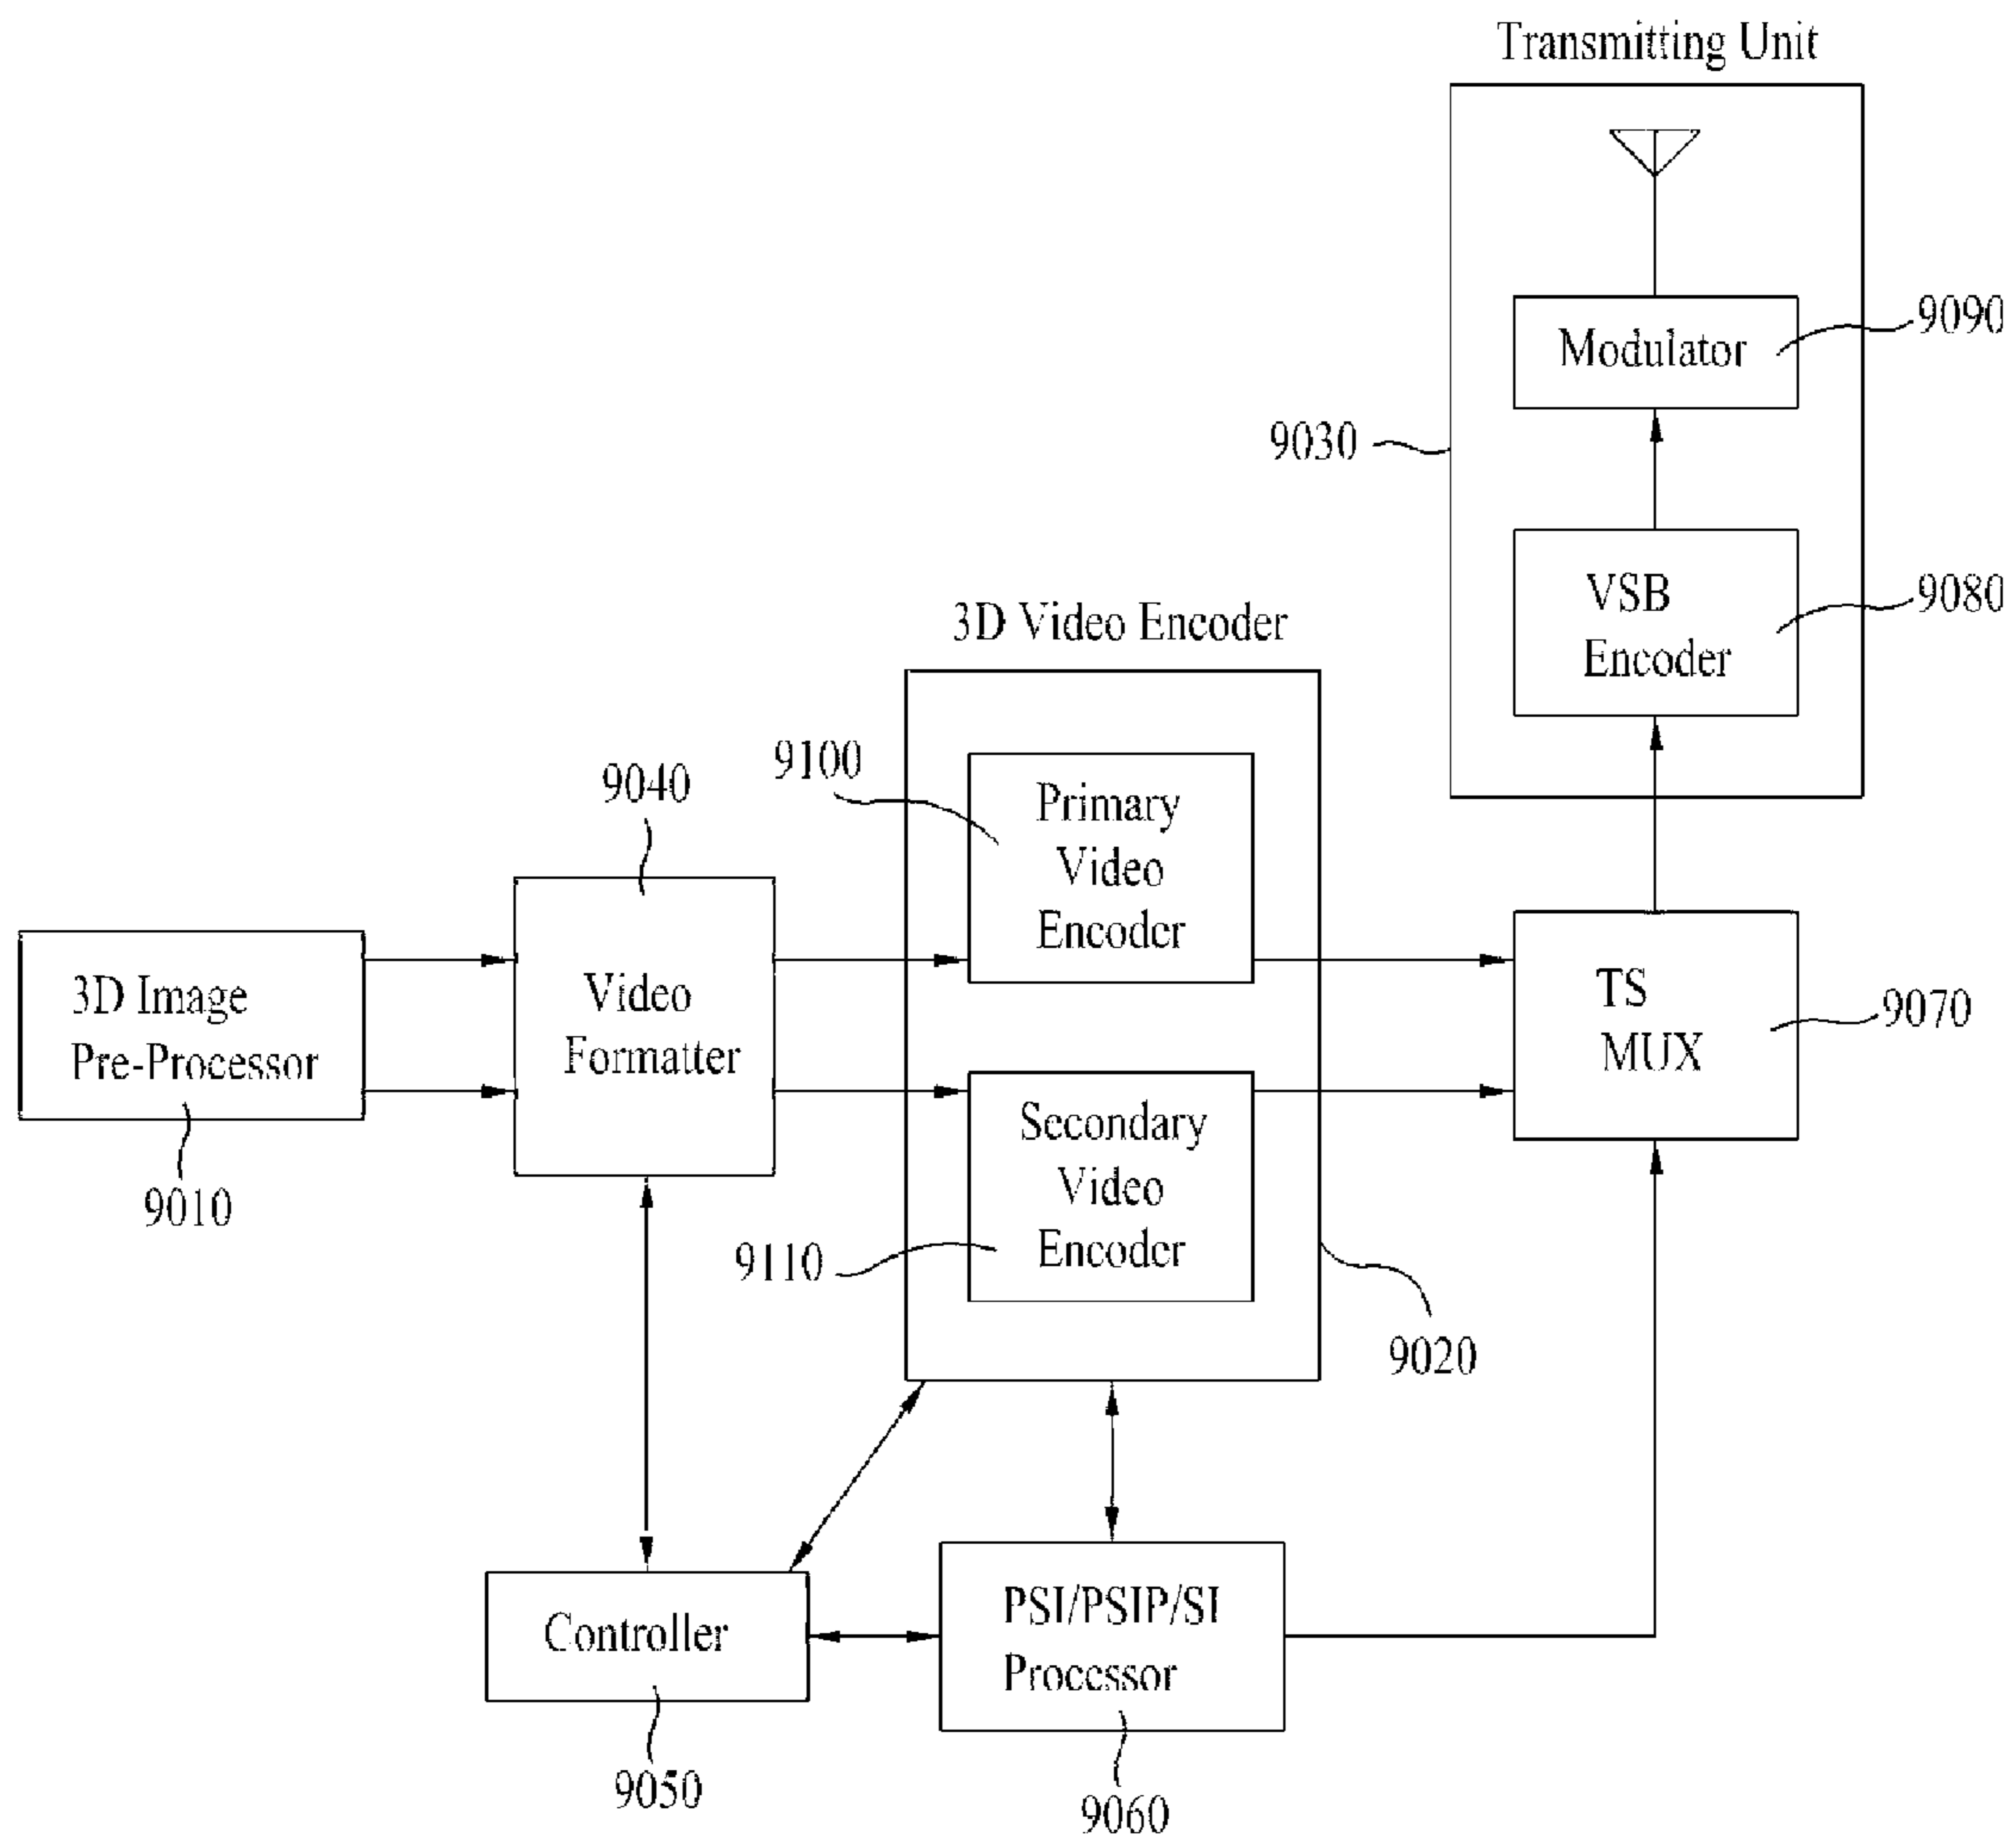 Transmitting Unit
Modulator
9090
9030
VSB
Encoder
9080
3D Video Encoder
9100
Primary
Video
Encoder
9040
Video
Formatter
3D Image
Pre-Processor
9010
TS
MUX
9070
Secondary
Video
Encoder
9110
9020
Controller
9050
PSI/PSIP/SI
Processor
9060